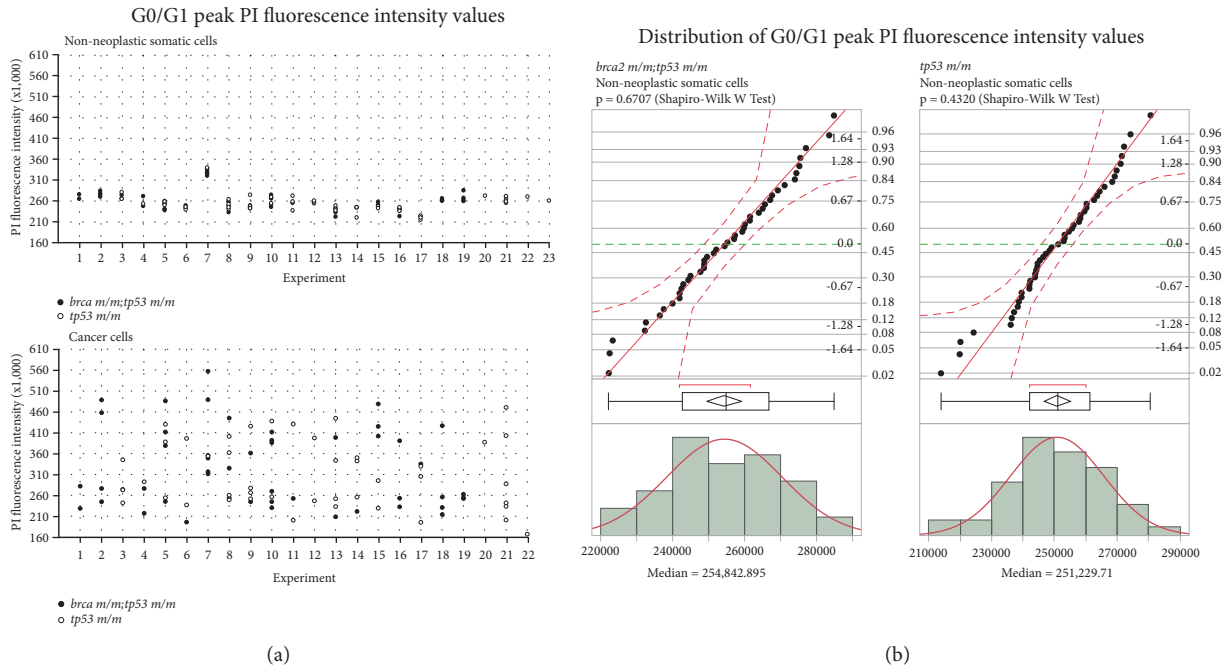 G0/G1 peak PI fluorescence intensity values
Non-neoplastic somatic cells
PI fluorescence intensity (x1,000)
610
560
510
460
410
360
310
260
210
160
1 2 3 4 5 6 7 8 9 10 11 12 13 14 15 16 17 18 19 20 21 22 23
Experiment
brca m/m;tp53 m/m
tp53 m/m
Cancer cells
PI fluorescence intensity (x1,000)
610
560
510
460
410
360
310
260
210
160
1 2 3 4 5 6 7 8 9 10 11 12 13 14 15 16 17 18 19 20 21 22
Experiment
brca m/m;tp53 m/m
tp53 m/m
(a)
Distribution of G0/G1 peak PI fluorescence intensity values
brca2 m/m;tp53 m/m
Non-neoplastic somatic cells
p = 0.6707 (Shapiro-Wilk W Test)
1.64
1.28
0.67
0.0
-0.67
-1.28
-1.64
0.96
0.93
0.90
0.84
0.75
0.60
0.45
0.30
0.18
0.12
0.08
0.05
0.02
220000 240000 260000 280000
Median = 254,842.895
tp53 m/m
Non-neoplastic somatic cells
p = 0.4320 (Shapiro-Wilk W Test)
1.64
1.28
0.67
0.0
-0.67
-1.28
-1.64
0.96
0.93
0.90
0.84
0.75
0.60
0.45
0.30
0.18
0.12
0.08
0.05
0.02
210000 230000 250000 270000 290000
Median = 251,229.71
(b)